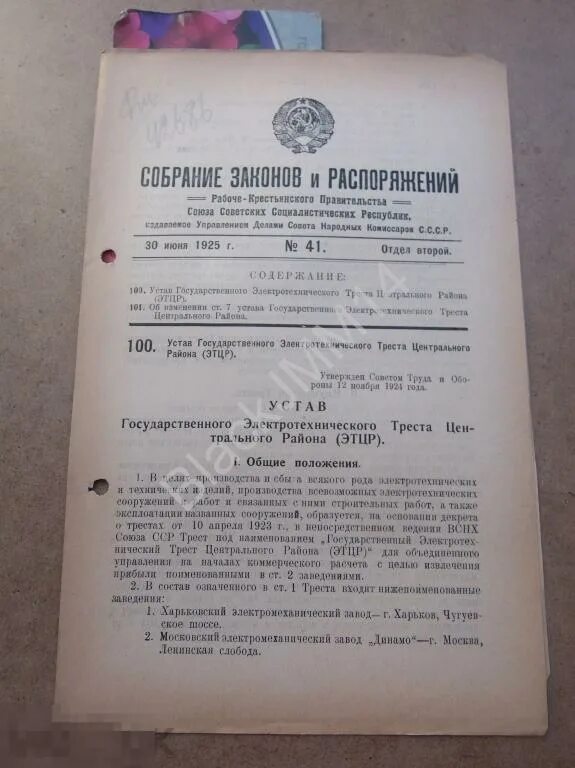 42686
СОБРАНИЕ ЗАКОНОВ и РАСПОРЯЖЕНИЙ
Рабоче-Крестьянского Правительства
Союза Советских Социалистических Республик,
издаваемое Управлением Делами Совета Народных Комиссаров С.С.С.Р.
30 июня 1925 г. № 41. Отдел второй.
СОДЕРЖАНИЕ:
100. Устав Государственного Электротехнического Треста Центрального Района
(ЭТЦР).
101. Об изменении ст. 7 устава Государственного Электротехнического Треста
Центрального Района.
100. Устав Государственного Электротехнического Треста Центрального
Района (ЭТЦР).
Утвержден Советом Труда и Обо-
роны 12 ноября 1924 года.
УСТАВ
Государственного Электротехнического Треста Цен-
трального Района (ЭТЦР).
I. Общие положения.
1. В целях производства и сбыта всякого рода электротехнических
и технических изделий, производства всевозможных электротехнических
сооружений, работ и связанных с ними строительных работ, а также
эксплоатации названных сооружений, образуется, на основании декрета
о трестах от 10 апреля 1923 г., в непосредственном ведении ВСНХ
Союза ССР Трест под наименованием „Государственный Электротех-
нический Трест Центрального Района (ЭТЦР)“ для объединенного
управления на началах коммерческого расчета с целью извлечения
прибыли поименованными в ст. 2 заведениями.
2. В состав означенного в ст. 1 Треста входят нижепоименованные
заведения:
1. Харьковский электромеханический завод—г. Харьков, Чугуев-
ское шоссе.
2. Московский электромеханический завод „Динамо“—г. Москва,
Ленинская слобода.
BlackJIMM 14